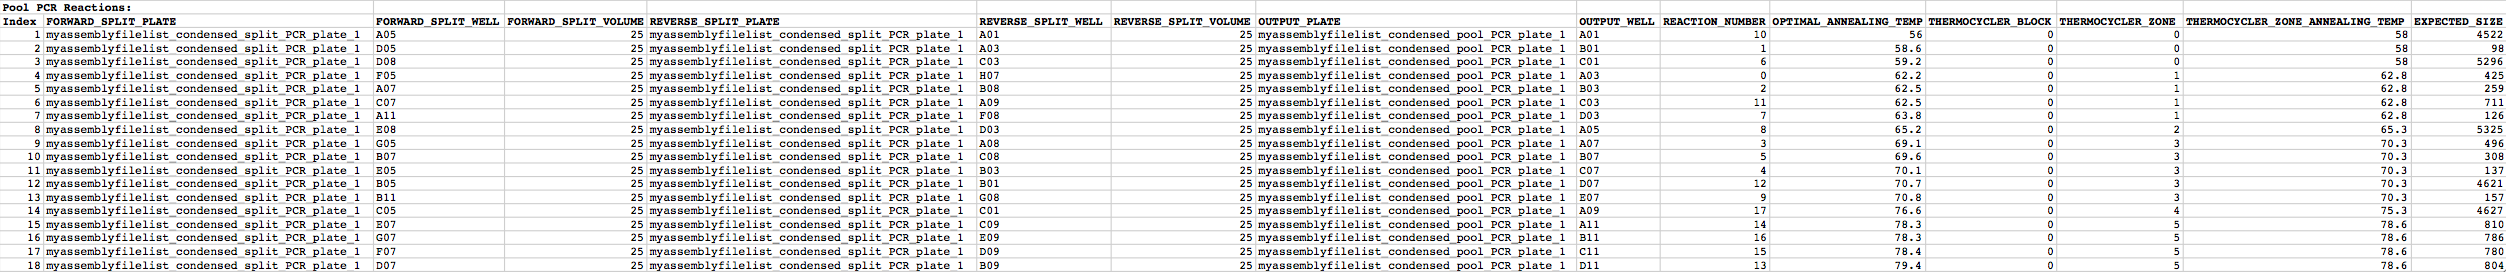 Pool PCR Reactions:
Index FORWARD_SPLIT_PLATE FORWARD_SPLIT_WELL FORWARD_SPLIT_VOLUME REVERSE_SPLIT_PLATE REVERSE_SPLIT_WELL REVERSE_SPLIT_VOLUME OUTPUT_PLATE OUTPUT_WELL REACTION_NUMBER OPTIMAL_ANNEALING_TEMP THERMOCYCLER_BLOCK THERMOCYCLER_ZONE THERMOCYCLER_ZONE_ANNEALING_TEMP EXPECTED_SIZE
1 myassemblyfilelist_condensed_split_PCR_plate_1 A05 25 myassemblyfilelist_condensed_split_PCR_plate_1 A01 25 myassemblyfilelist_condensed_pool_PCR_plate_1 A01 10 56 0 0 58 4522
2 myassemblyfilelist_condensed_split_PCR_plate_1 D05 25 myassemblyfilelist_condensed_split_PCR_plate_1 A03 25 myassemblyfilelist_condensed_pool_PCR_plate_1 B01 1 58.6 0 0 58 98
3 myassemblyfilelist_condensed_split_PCR_plate_1 D08 25 myassemblyfilelist_condensed_split_PCR_plate_1 C03 25 myassemblyfilelist_condensed_pool_PCR_plate_1 C01 6 59.2 0 0 58 5296
4 myassemblyfilelist_condensed_split_PCR_plate_1 F05 25 myassemblyfilelist_condensed_split_PCR_plate_1 H07 25 myassemblyfilelist_condensed_pool_PCR_plate_1 A03 0 62.2 0 1 62.8 425
5 myassemblyfilelist_condensed_split_PCR_plate_1 A07 25 myassemblyfilelist_condensed_split_PCR_plate_1 B08 25 myassemblyfilelist_condensed_pool_PCR_plate_1 B03 2 62.5 0 1 62.8 259
6 myassemblyfilelist_condensed_split_PCR_plate_1 C07 25 myassemblyfilelist_condensed_split_PCR_plate_1 A09 25 myassemblyfilelist_condensed_pool_PCR_plate_1 C03 11 62.5 0 1 62.8 711
7 myassemblyfilelist_condensed_split_PCR_plate_1 A11 25 myassemblyfilelist_condensed_split_PCR_plate_1 F08 25 myassemblyfilelist_condensed_pool_PCR_plate_1 D03 7 63.8 0 1 62.8 126
8 myassemblyfilelist_condensed_split_PCR_plate_1 E08 25 myassemblyfilelist_condensed_split_PCR_plate_1 D03 25 myassemblyfilelist_condensed_pool_PCR_plate_1 A05 8 65.2 0 2 65.3 5325
9 myassemblyfilelist_condensed_split_PCR_plate_1 G05 25 myassemblyfilelist_condensed_split_PCR_plate_1 A08 25 myassemblyfilelist_condensed_pool_PCR_plate_1 A07 3 69.1 0 3 70.3 496
10 myassemblyfilelist_condensed_split_PCR_plate_1 B07 25 myassemblyfilelist_condensed_split_PCR_plate_1 C08 25 myassemblyfilelist_condensed_pool_PCR_plate_1 B07 5 69.6 0 3 70.3 308
11 myassemblyfilelist_condensed_split_PCR_plate_1 E05 25 myassemblyfilelist_condensed_split_PCR_plate_1 B03 25 myassemblyfilelist_condensed_pool_PCR_plate_1 C07 4 70.1 0 3 70.3 137
12 myassemblyfilelist_condensed_split_PCR_plate_1 B05 25 myassemblyfilelist_condensed_split_PCR_plate_1 B01 25 myassemblyfilelist_condensed_pool_PCR_plate_1 D07 12 70.7 0 3 70.3 4621
13 myassemblyfilelist_condensed_split_PCR_plate_1 B11 25 myassemblyfilelist_condensed_split_PCR_plate_1 G08 25 myassemblyfilelist_condensed_pool_PCR_plate_1 E07 9 70.8 0 3 70.3 157
14 myassemblyfilelist_condensed_split_PCR_plate_1 C05 25 myassemblyfilelist_condensed_split_PCR_plate_1 C01 25 myassemblyfilelist_condensed_pool_PCR_plate_1 A09 17 76.6 0 4 75.3 4627
15 myassemblyfilelist_condensed_split_PCR_plate_1 E07 25 myassemblyfilelist_condensed_split_PCR_plate_1 C09 25 myassemblyfilelist_condensed_pool_PCR_plate_1 A11 14 78.3 0 5 78.6 810
16 myassemblyfilelist_condensed_split_PCR_plate_1 G07 25 myassemblyfilelist_condensed_split_PCR_plate_1 E09 25 myassemblyfilelist_condensed_pool_PCR_plate_1 B11 16 78.3 0 5 78.6 786
17 myassemblyfilelist_condensed_split_PCR_plate_1 F07 25 myassemblyfilelist_condensed_split_PCR_plate_1 D09 25 myassemblyfilelist_condensed_pool_PCR_plate_1 C11 15 78.4 0 5 78.6 780
18 myassemblyfilelist_condensed_split_PCR_plate_1 D07 25 myassemblyfilelist_condensed_split_PCR_plate_1 B09 25 myassemblyfilelist_condensed_pool_PCR_plate_1 D11 13 79.4 0 5 78.6 804